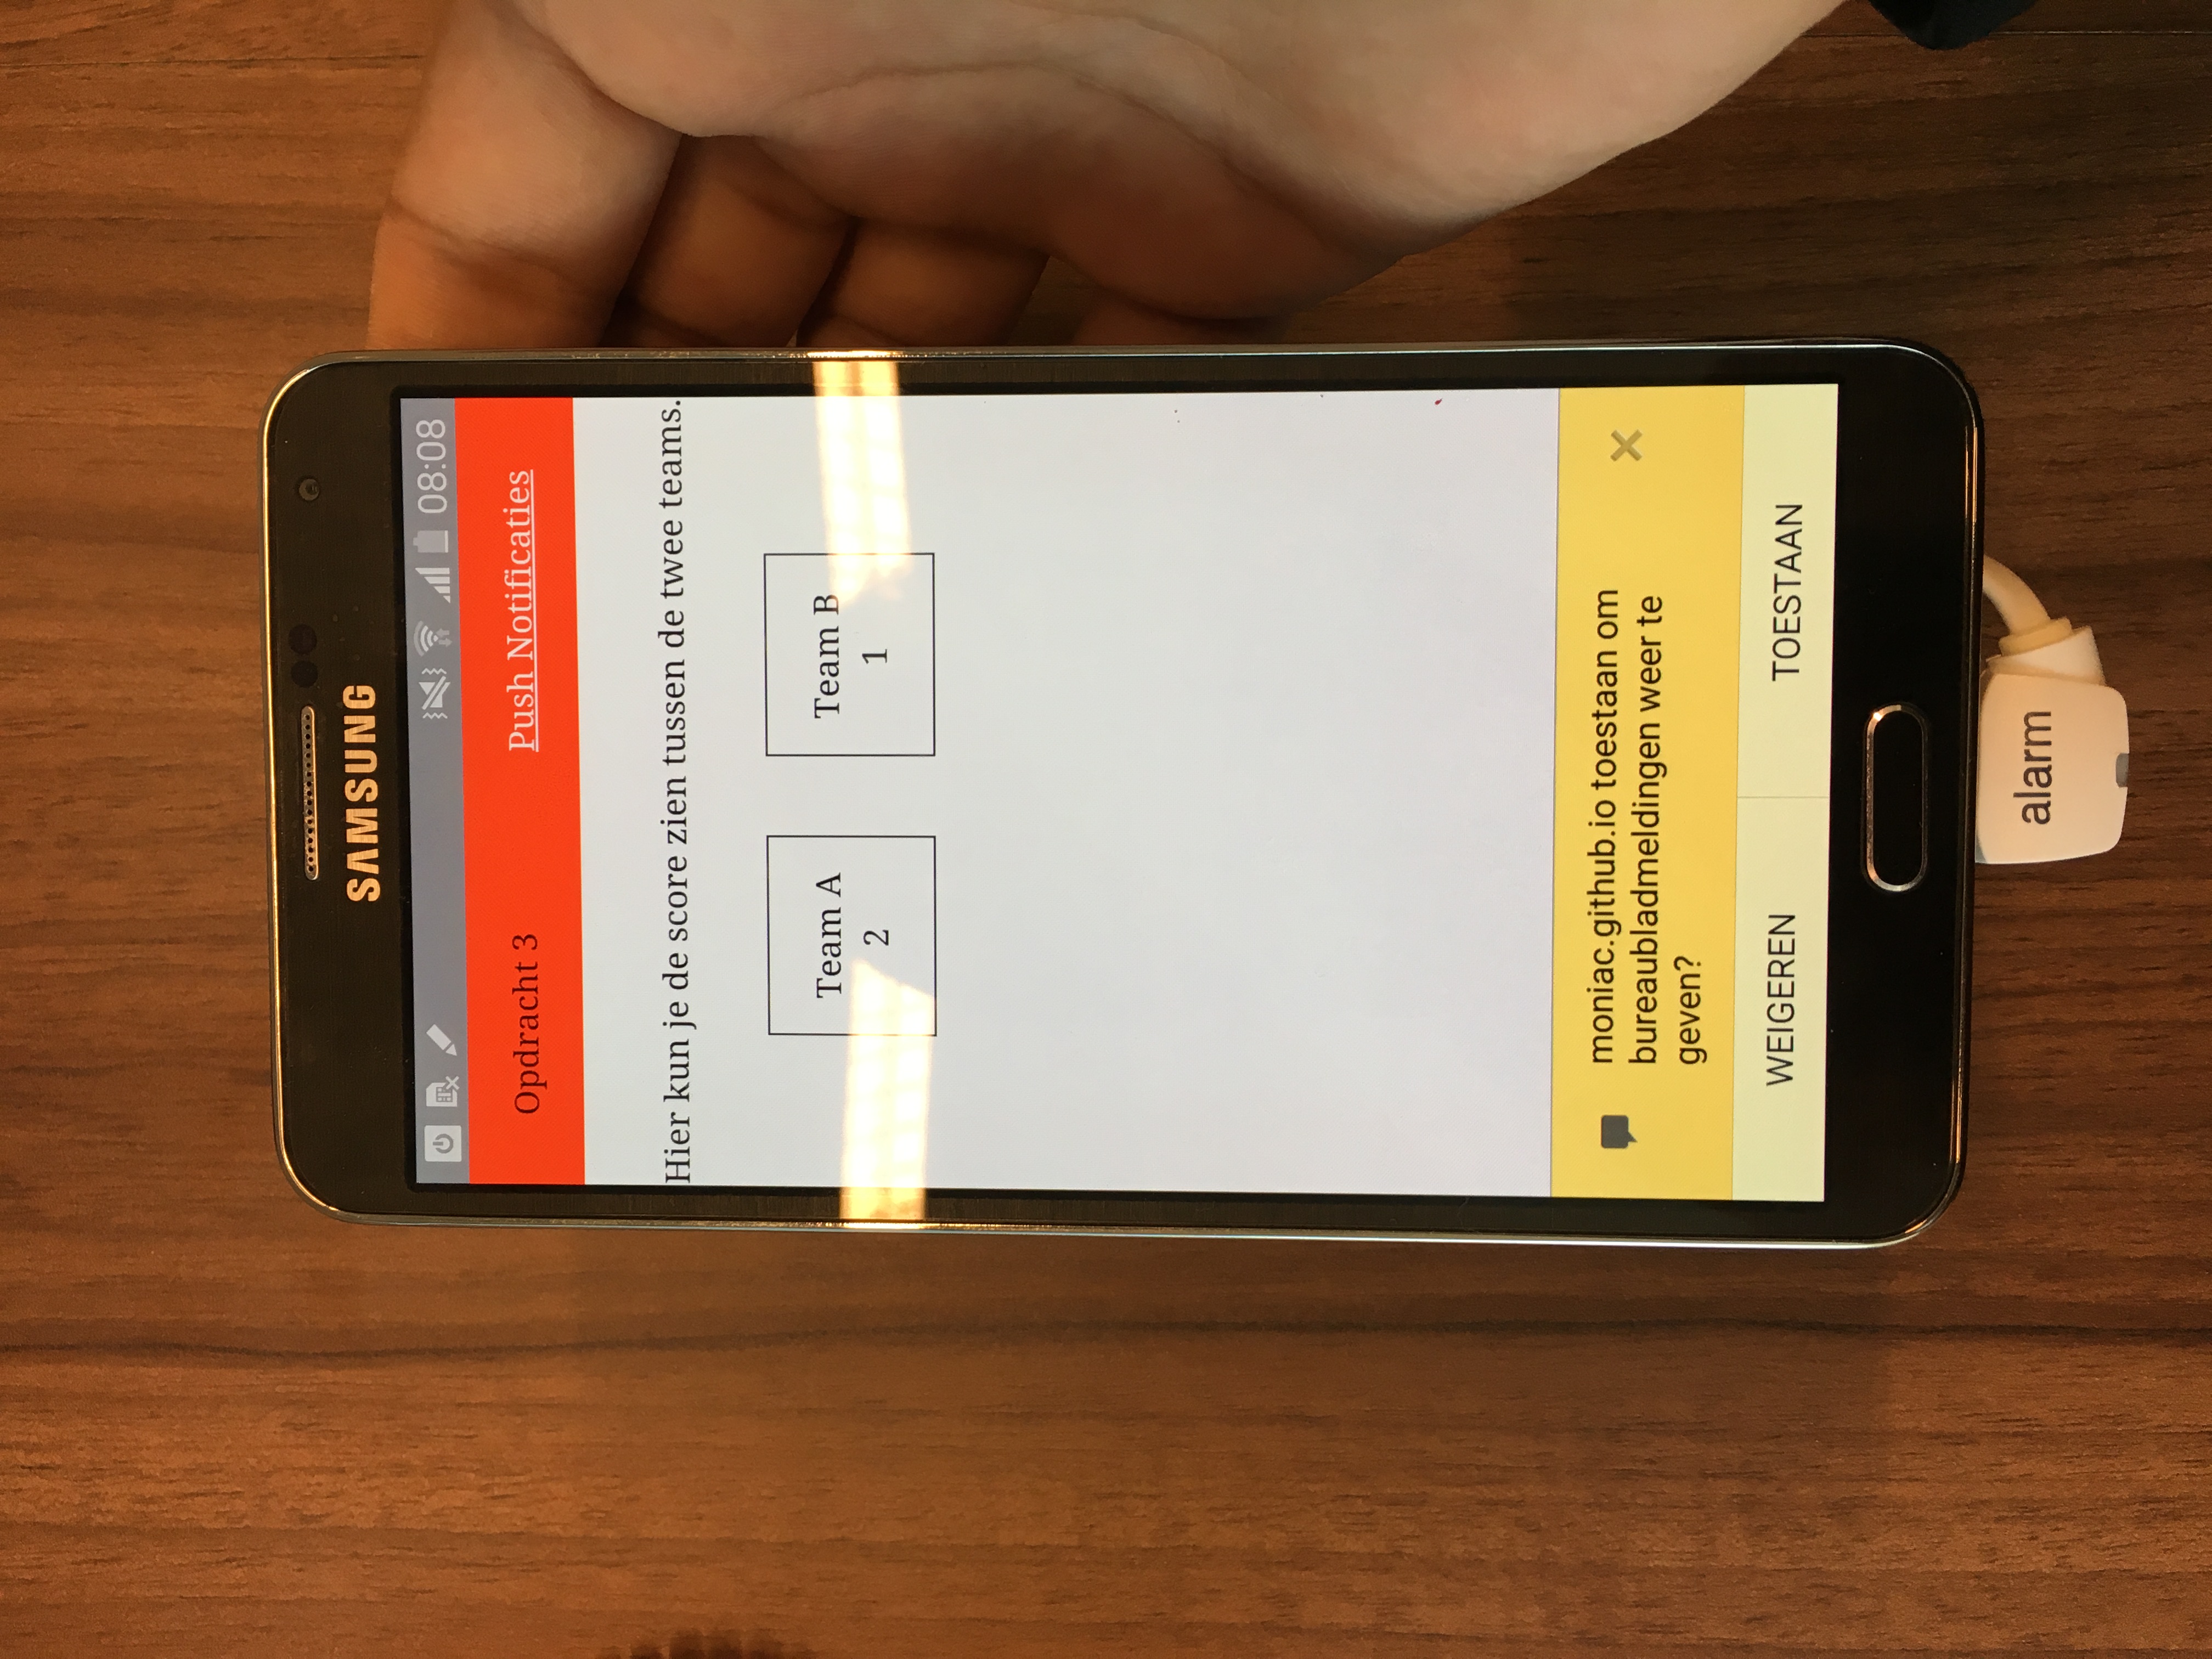 SAMSUNG
08:08
Opdracht 3
Push Notificaties
Hier kun je de score zien tussen de twee teams.
Team A
2
Team B
1
moniac.github.io toestaan om
bureaubladmeldingen weer te
geven?
WEIGEREN
TOESTAAN
alarm